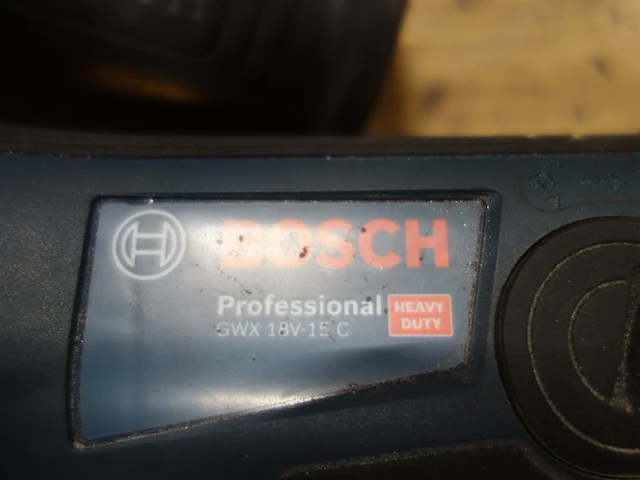 BOSCH
Professional
GWX 18V-15 C
HEAVY
DUTY